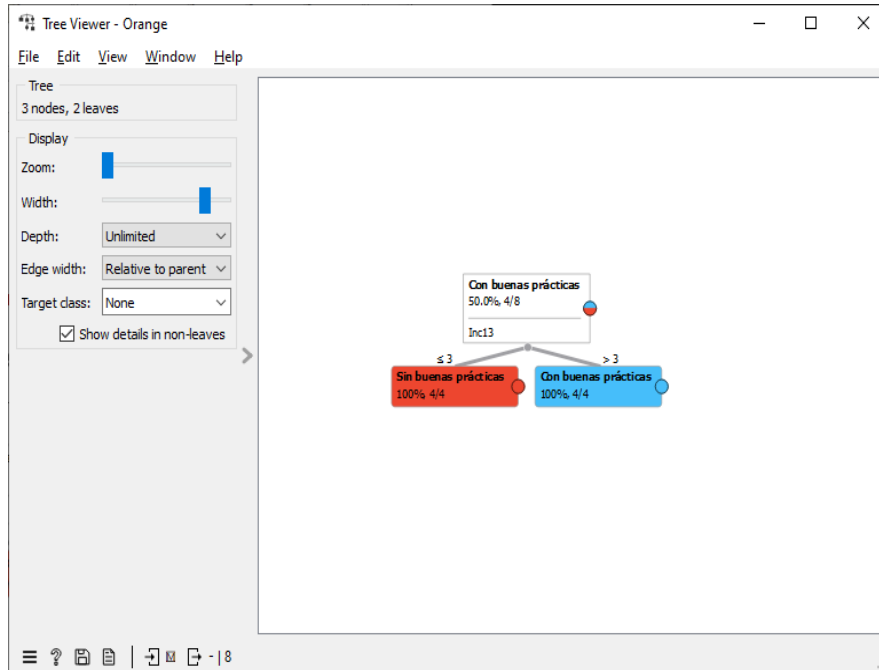 Tree Viewer - Orange
File Edit View Window Help
Tree
3 nodes, 2 leaves
Display
Zoom:
Width:
Depth: Unlimited
Edge width: Relative to parent
Target class: None
Show details in non-leaves
Con buenas prácticas
50.0%, 4/8
Inc13
≤ 3 > 3
Sin buenas prácticas
100%, 4/4
Con buenas prácticas
100%, 4/4
- | 8